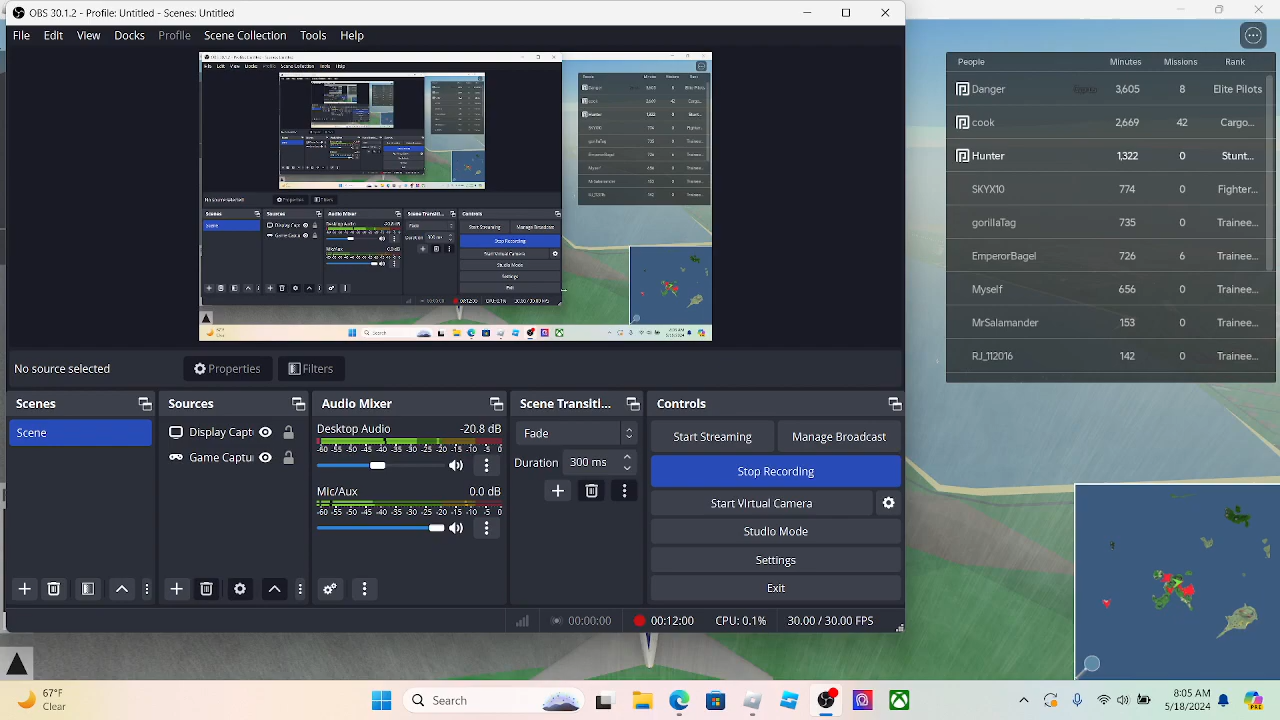 OBS 30.1.2 - Profile: Untitled - Scenes: Untitled
File Edit View Docks Profile Scene Collection Tools Help
People Minutes Missions Rank
Danger 3,605 Elite Pilots
cook 2,669 42 Cargo...
Hunter 0 Stunt...
SKYX10 774 0 Fighter...
gorillaTag 735 0 Trainee...
EmperorBagel 726 6 Trainee...
Myself 656 0 Trainee...
MrSalamander 153 0 Trainee...
RJ_112016 142 0 Trainee...
No source selected
Properties
Filters
Scenes
Scene
Sources
Display Capt
Game Captur
Audio Mixer
Desktop Audio -20.8 dB
-60 -55 -50 -45 -40 -35 -30 -25 -20 -15 -10 -5 0
Mic/Aux 0.0 dB
-60 -55 -50 -45 -40 -35 -30 -25 -20 -15 -10 -5 0
Scene Transiti...
Fade
Duration 300 ms
Controls
Start Streaming
Manage Broadcast
Stop Recording
Start Virtual Camera
Studio Mode
Settings
Exit
00:00:00 00:12:00 CPU: 0.1% 30.00 / 30.00 FPS
67°F
Clear
Search
8:05 AM
5/18/2024